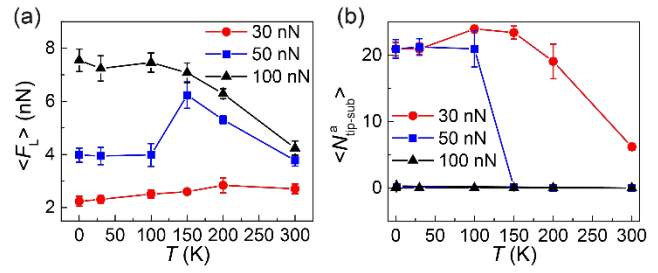 (a)
30 nN
50 nN
100 nN
<F_L> (nN)
8
6
4
2
0 50 100 150 200 250 300
T (K)
(b)
30 nN
50 nN
100 nN
<N^a_tip-sub>
20
10
0
0 50 100 150 200 250 300
T (K)